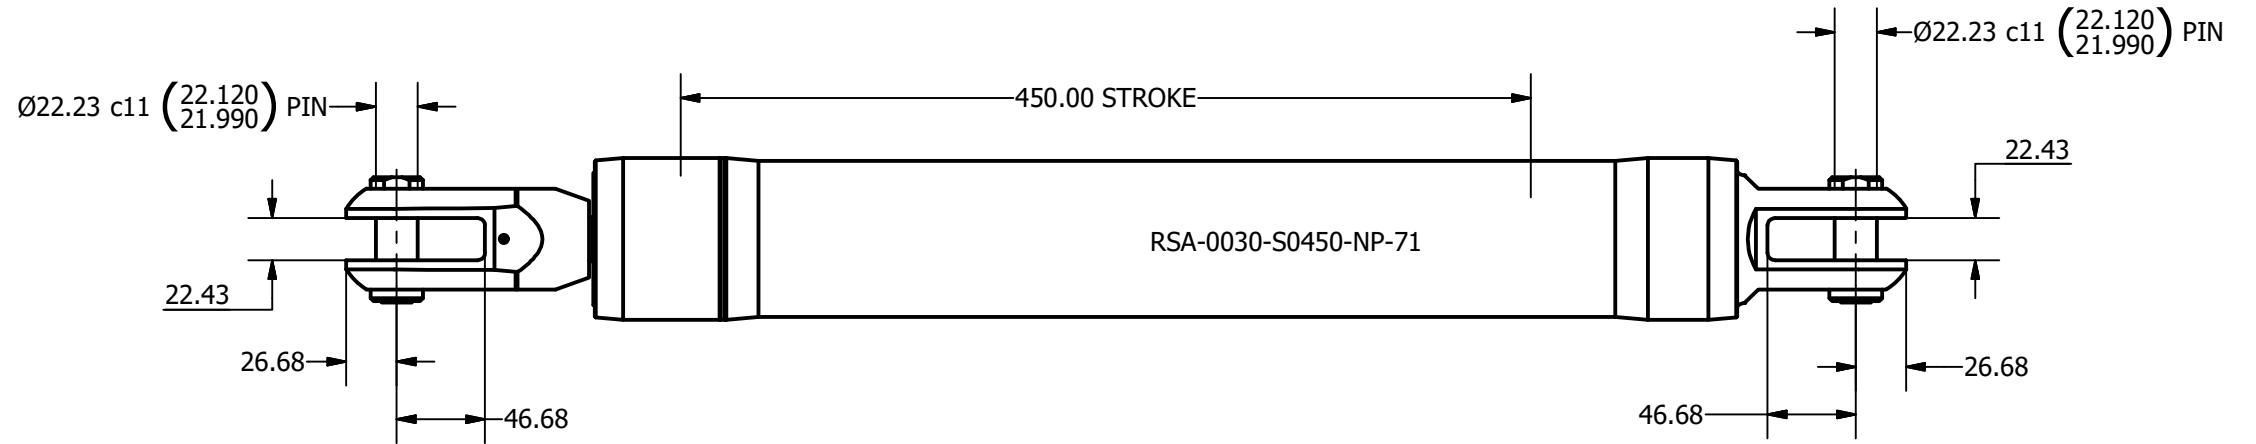 Ø22.23 c11 (22.120 21.990) PIN
Ø22.23 c11 (22.120 21.990) PIN
450.00 STROKE
22.43
RSA-0030-S0450-NP-71
22.43
26.68
26.68
46.68
46.68